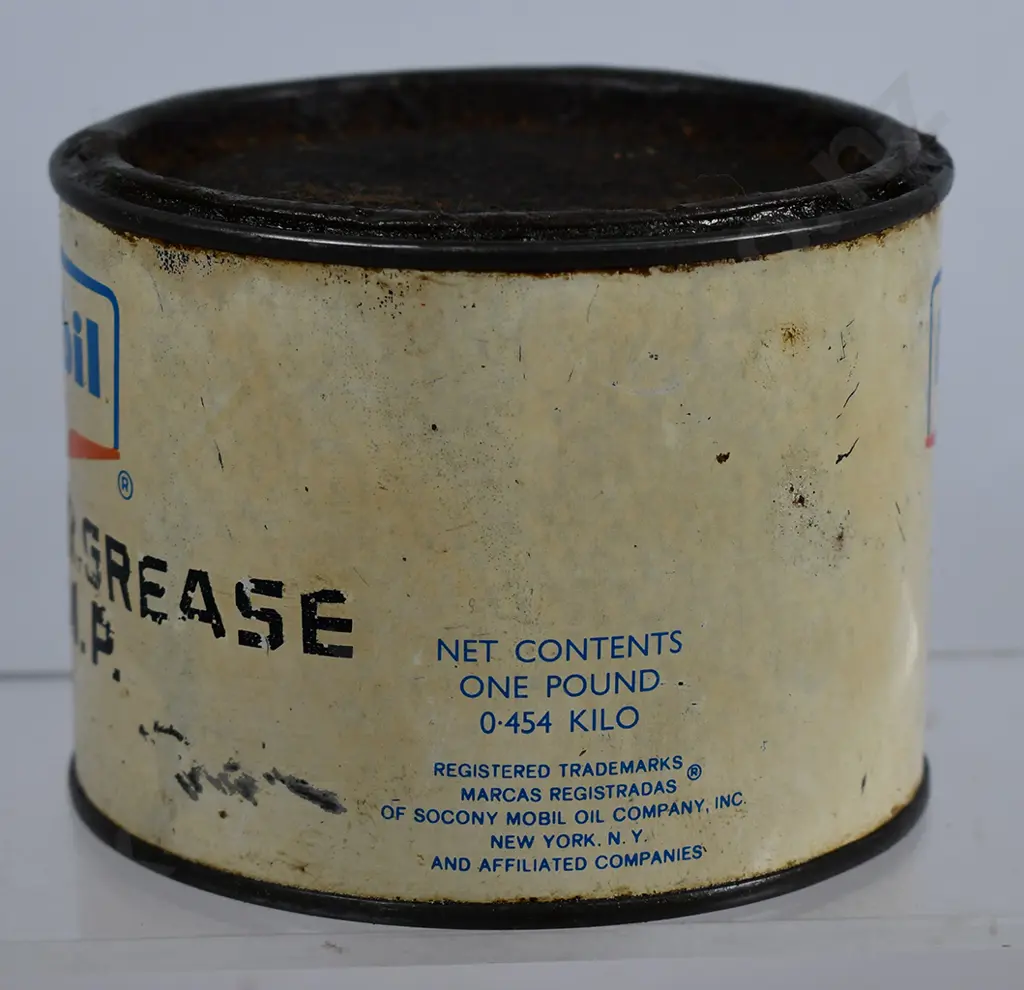 oil
®
GREASE
.P.
NET CONTENTS
ONE POUND
0·454 KILO
REGISTERED TRADEMARKS ®
MARCAS REGISTRADAS
OF SOCONY MOBIL OIL COMPANY, INC.
NEW YORK. N. Y.
AND AFFILIATED COMPANIES